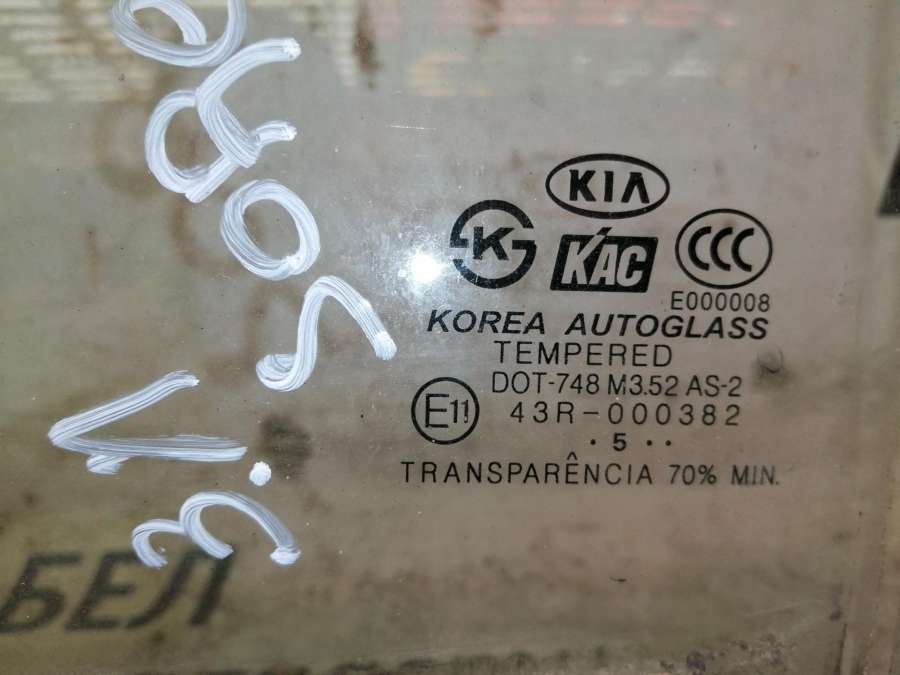 KIA
K KAC CCC
E000008
KOREA AUTOGLASS
TEMPERED
DOT-748 M3.52 AS-2
E11 43R-000382
·5··
TRANSPARÊNCIA 70% MIN.
БЕЛ